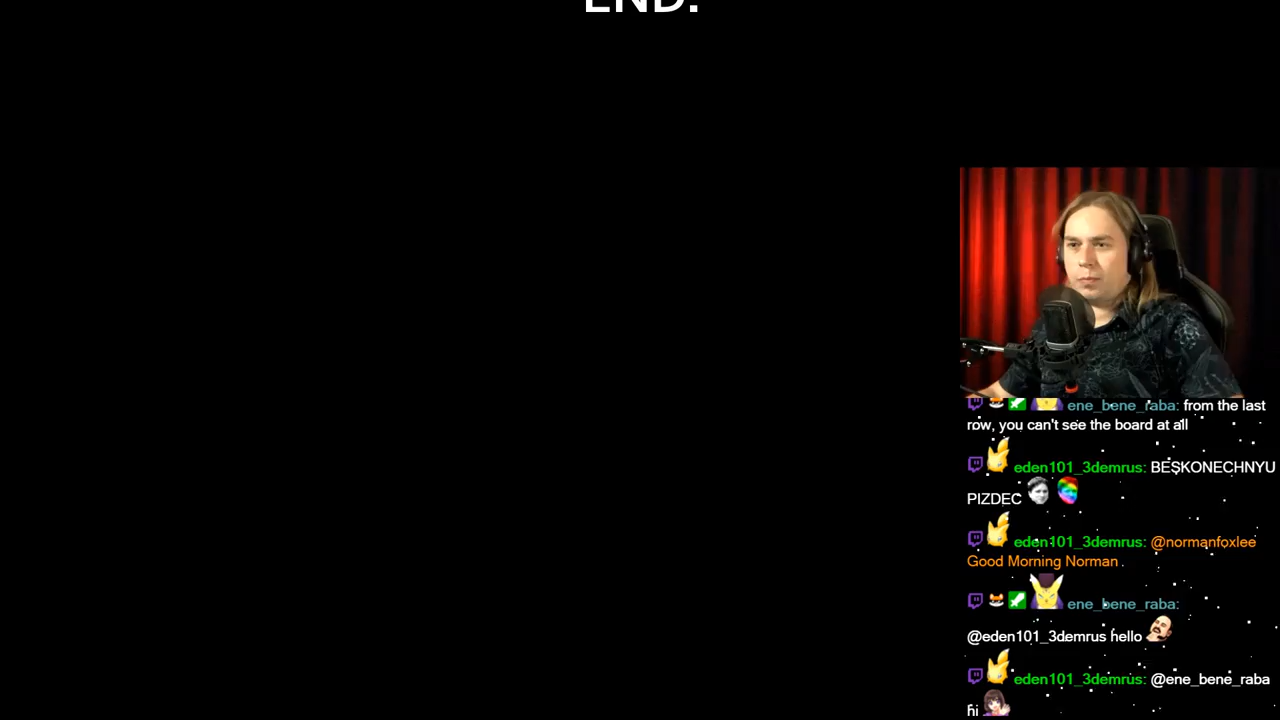 END.
ene_bene_raba: from the last
row, you can't see the board at all
eden101_3demrus: BESKONECHNYU
PIZDEC
eden101_3demrus: @normanfoxlee
Good Morning Norman
ene_bene_raba:
@eden101_3demrus hello
eden101_3demrus: @ene_bene_raba
hi